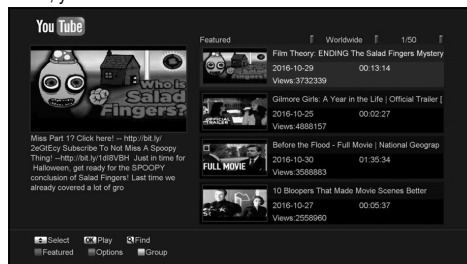 You Tube
Featured Worldwide 1/50
Who is
Salad
Fingers?
Film Theory: ENDING The Salad Fingers Mystery
2016-10-29 00:13:14
Views:3732339
Gilmore Girls: A Year in the Life | Official Trailer [
2016-10-25 00:02:27
Views:4888157
Before the Flood - Full Movie | National Geograp
2016-10-30 01:35:34
Views:3588883
FULL MOVIE
10 Bloopers That Made Movie Scenes Better
2016-10-27 00:05:37
Views:2558960
Miss Part 1? Click here! -- http://bit.ly/
2eGtEcy Subscribe To Not Miss A Spoopy
Thing! --http://bit.ly/1dI8VBH Just in time for
Halloween, get ready for the SPOOPY
conclusion of Salad Fingers! Last time we
already covered a lot of gro
Select OK Play Find
Featured Options Group